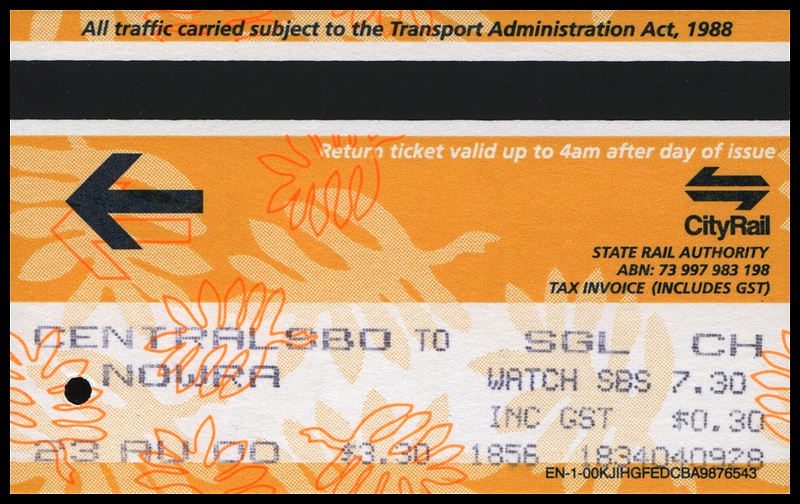 All traffic carried subject to the Transport Administration Act, 1988
Return ticket valid up to 4am after day of issue
CityRail
STATE RAIL AUTHORITY
ABN: 73 997 983 198
TAX INVOICE (INCLUDES GST)
CENTRALSBO TO SGL CH
NOWRA WATCH SBS 7.30
INC GST $0.30
23 AU 00 $3.30 1856 1834040929
EN-1-00KJIHGFEDCBA9876543